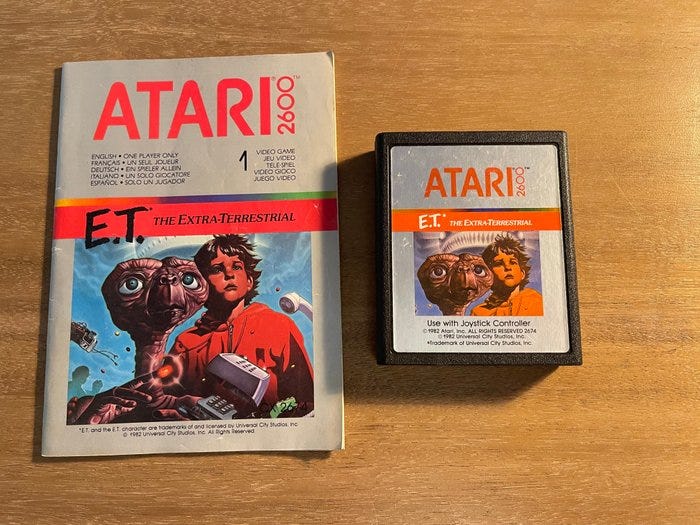 ATARI® 2600™
ENGLISH • ONE PLAYER ONLY
FRANÇAIS • UN SEUL JOUEUR
DEUTSCH • EIN SPIELER ALLEIN
ITALIANO • UN SOLO GIOCATORE
ESPAÑOL • SOLO UN JUGADOR
1
VIDEO GAME
JEU VIDEO
TELE-SPIEL
VIDEO GIOCO
JUEGO VIDEO
E.T.* THE EXTRA-TERRESTRIAL
*E.T. and the E.T. character are trademarks of and licensed by Universal City Studios, Inc.
© 1982 Universal City Studios, Inc. All Rights Reserved.
ATARI® 2600™
E.T.* THE EXTRA-TERRESTRIAL
Use with Joystick Controller
© 1982 Atari, Inc. ALL RIGHTS RESERVED 2674
© 1982 Universal City Studios, Inc.
*Trademark of Universal City Studios, Inc.